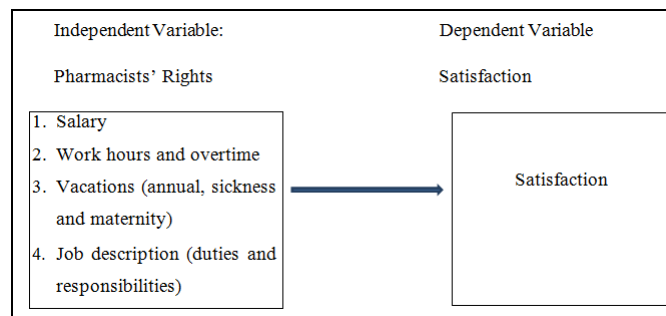 Independent Variable:
Dependent Variable
Pharmacists’ Rights
Satisfaction
1. Salary
2. Work hours and overtime
3. Vacations (annual, sickness
and maternity)
4. Job description (duties and
responsibilities)
Satisfaction